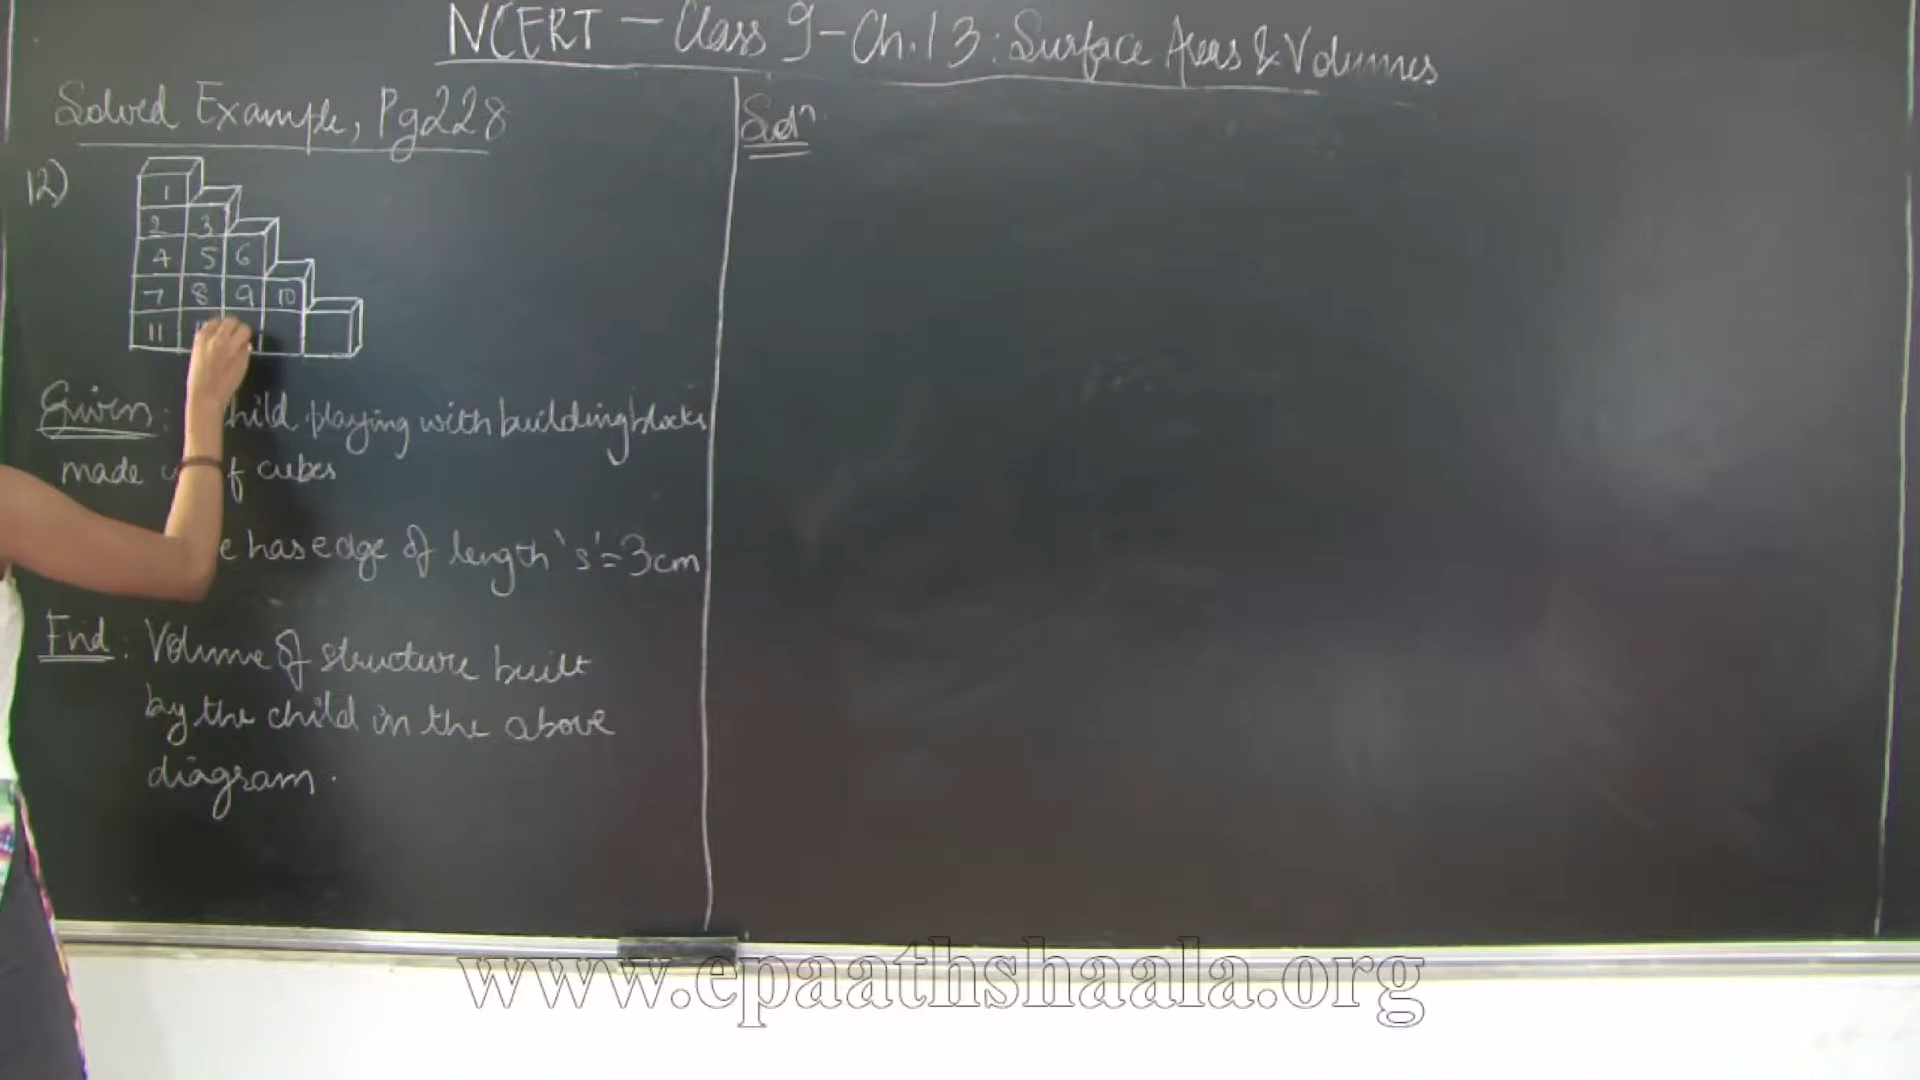 NCERT - Class 9 - Ch.13: Surface Areas & Volumes
Solved Example, Pg228
Soln.
12)
1
2 3
4 5 6
7 8 9 10
11
Given: child playing with building blocks
made of cubes
has edge of length 's' = 3cm
Find: Volume of structure built
by the child in the above
diagram.
www.epaathshaala.org